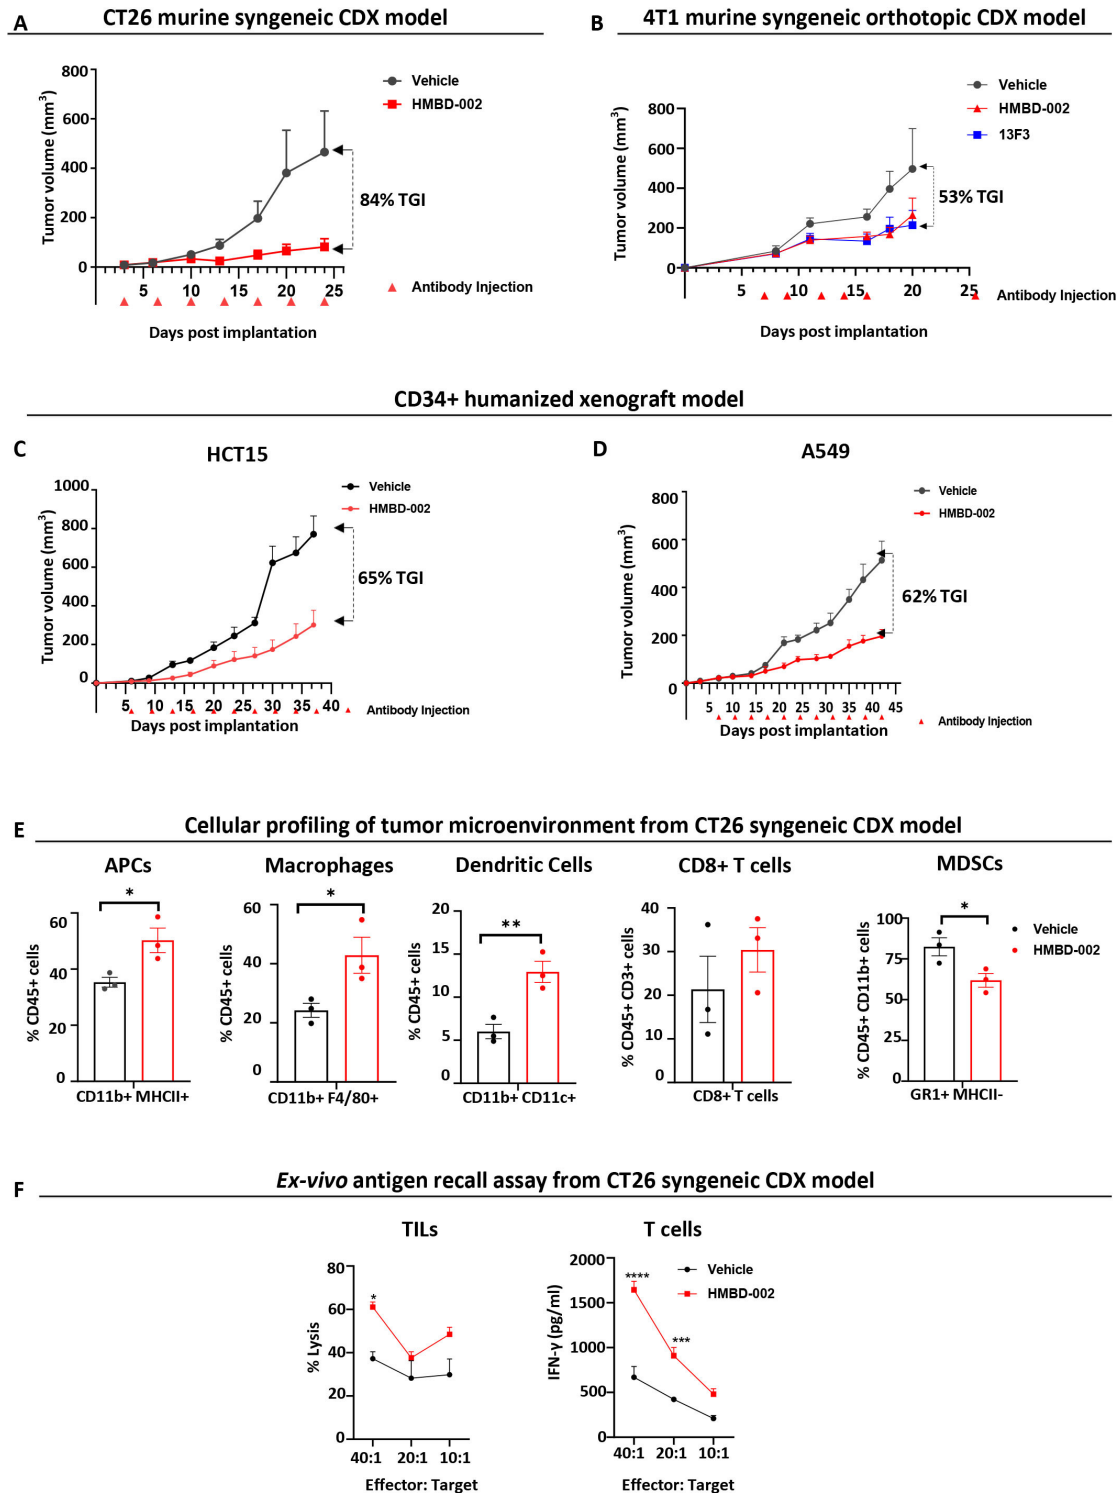 A
CT26 murine syngeneic CDX model
B
4T1 murine syngeneic orthotopic CDX model
Tumor volume (mm3)
800
600
400
200
0
5
10
15
20
25
Vehicle
HMBD-002
84% TGI
Antibody Injection
Days post implantation
Tumor volume (mm3)
800
600
400
200
0
5
10
15
20
25
Vehicle
HMBD-002
13F3
53% TGI
Antibody Injection
Days post implantation
CD34+ humanized xenograft model
C
HCT15
Tumor volume (mm3)
1000
800
600
400
200
0
5
10
15
20
25
30
35
40
Vehicle
HMBD-002
65% TGI
Antibody Injection
Days post implantation
D
A549
Tumor volume (mm3)
800
600
400
200
0
5
10
15
20
25
30
35
40
45
Vehicle
HMBD-002
62% TGI
Antibody Injection
Days post implantation
E
Cellular profiling of tumor microenvironment from CT26 syngeneic CDX model
APCs
% CD45+ cells
60
40
20
0
*
CD11b+ MHCII+
Macrophages
% CD45+ cells
60
40
20
0
*
CD11b+ F4/80+
Dendritic Cells
% CD45+ cells
20
15
10
5
0
**
CD11b+ CD11c+
CD8+ T cells
% CD45+ CD3+ cells
40
30
20
10
0
CD8+ T cells
MDSCs
% CD45+ CD11b+ cells
100
75
50
25
0
*
GR1+ MHCII-
Vehicle
HMBD-002
F
Ex-vivo antigen recall assay from CT26 syngeneic CDX model
TILs
% Lysis
80
60
40
20
0
*
40:1
20:1
10:1
Effector: Target
T cells
IFN-γ (pg/ml)
2000
1500
1000
500
0
****
***
40:1
20:1
10:1
Effector: Target
Vehicle
HMBD-002